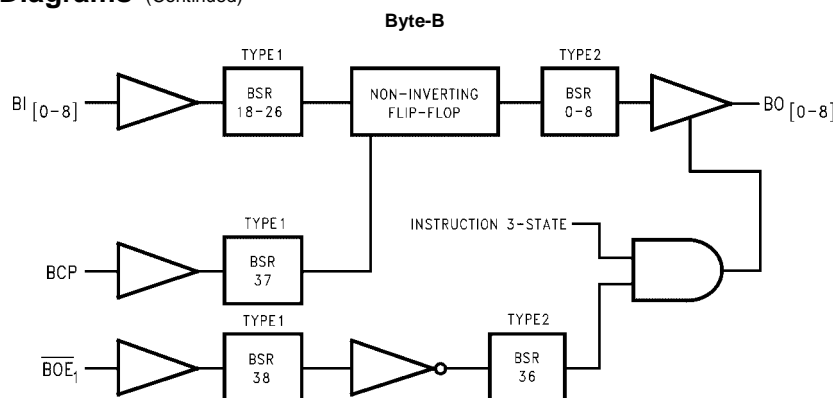 Diagrams (Continued)
Byte-B
TYPE1
TYPE2
BI [0-8]
BSR
18-26
NON-INVERTING
FLIP-FLOP
BSR
0-8
BO [0-8]
TYPE1
INSTRUCTION 3-STATE
BCP
BSR
37
TYPE1
TYPE2
BOE1
BSR
38
BSR
36